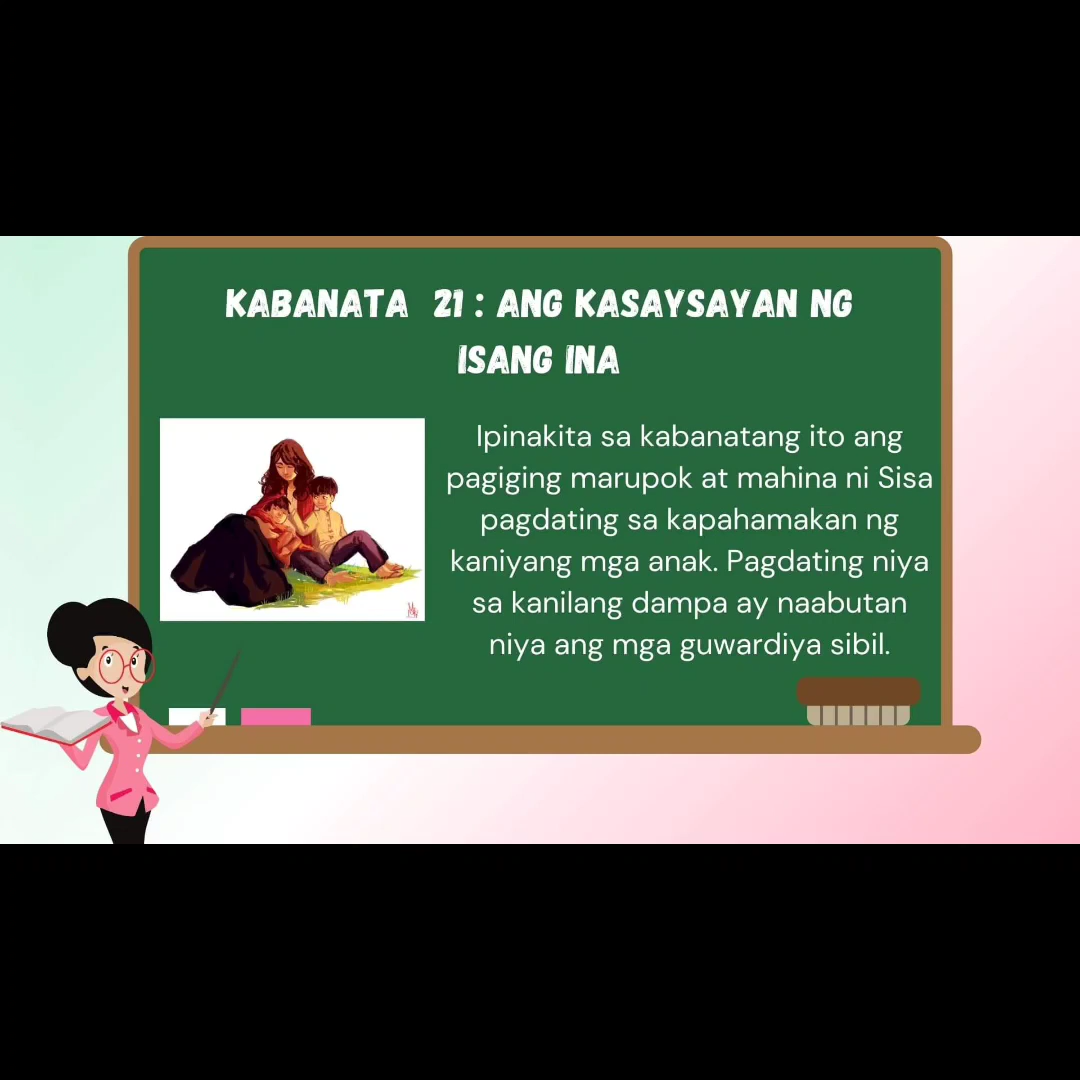 KABANATA 21 : ANG KASAYSAYAN NG
ISANG INA
Ipinakita sa kabanatang ito ang
pagiging marupok at mahina ni Sisa
pagdating sa kapahamakan ng
kaniyang mga anak. Pagdating niya
sa kanilang dampa ay naabutan
niya ang mga guwardiya sibil.